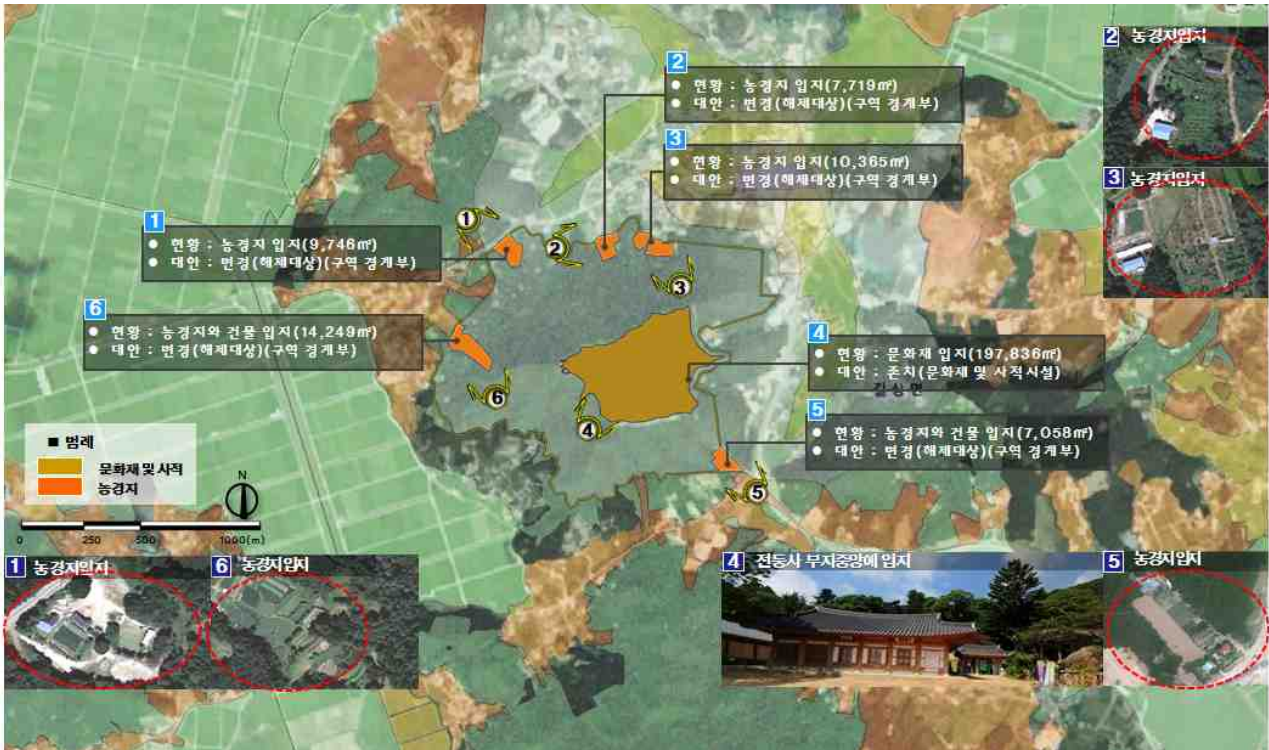 2 농경지입지
2
● 현황 : 농경지 입지(7,719㎡)
● 대안 : 변경(해제대상)(구역 경계부)
3
● 현황 : 농경지 입지(10,365㎡)
● 대안 : 변경(해제대상)(구역 경계부)
3 농경지입지
1
● 현황 : 농경지 입지(9,746㎡)
● 대안 : 변경(해제대상)(구역 경계부)
①
②
③
6
● 현황 : 농경지와 건물 입지(14,249㎡)
● 대안 : 변경(해제대상)(구역 경계부)
4
● 현황 : 문화재 입지(197,836㎡)
● 대안 : 존치(문화재 및 사적시설)
길상면
⑥
④
5
● 현황 : 농경지와 건물 입지(7,058㎡)
● 대안 : 변경(해제대상)(구역 경계부)
⑤
■ 범례
문화재 및 사적
농경지
N
0 250 500 1000(m)
1 농경지입지
6 농경지입지
4 전등사 부지중앙에 입지
5 농경지입지